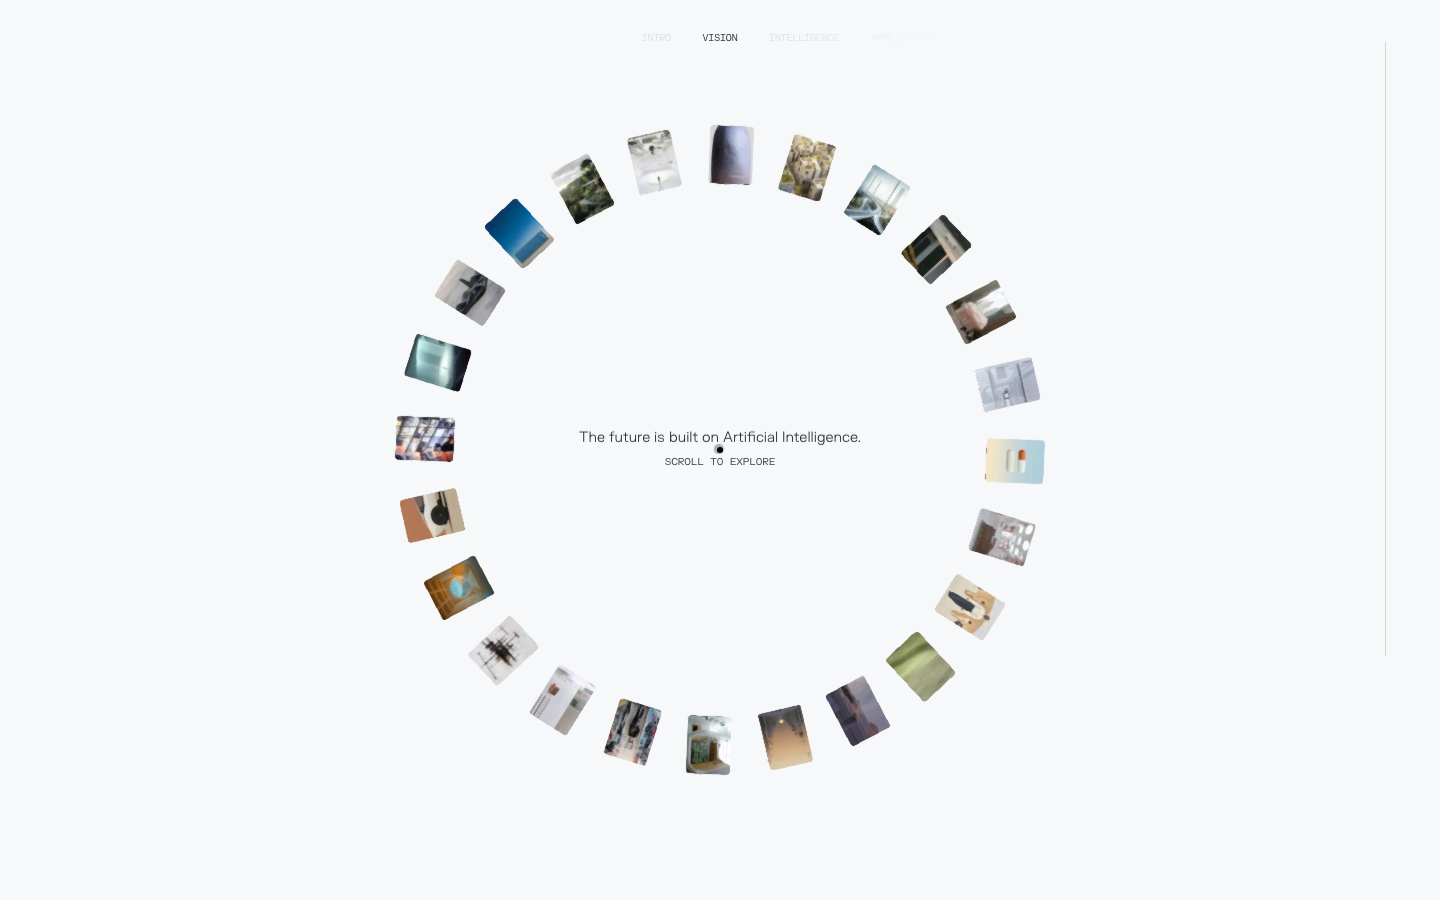 INTRO VISION INTELLIGENCE
The future is built on Artificial Intelligence.
SCROLL TO EXPLORE